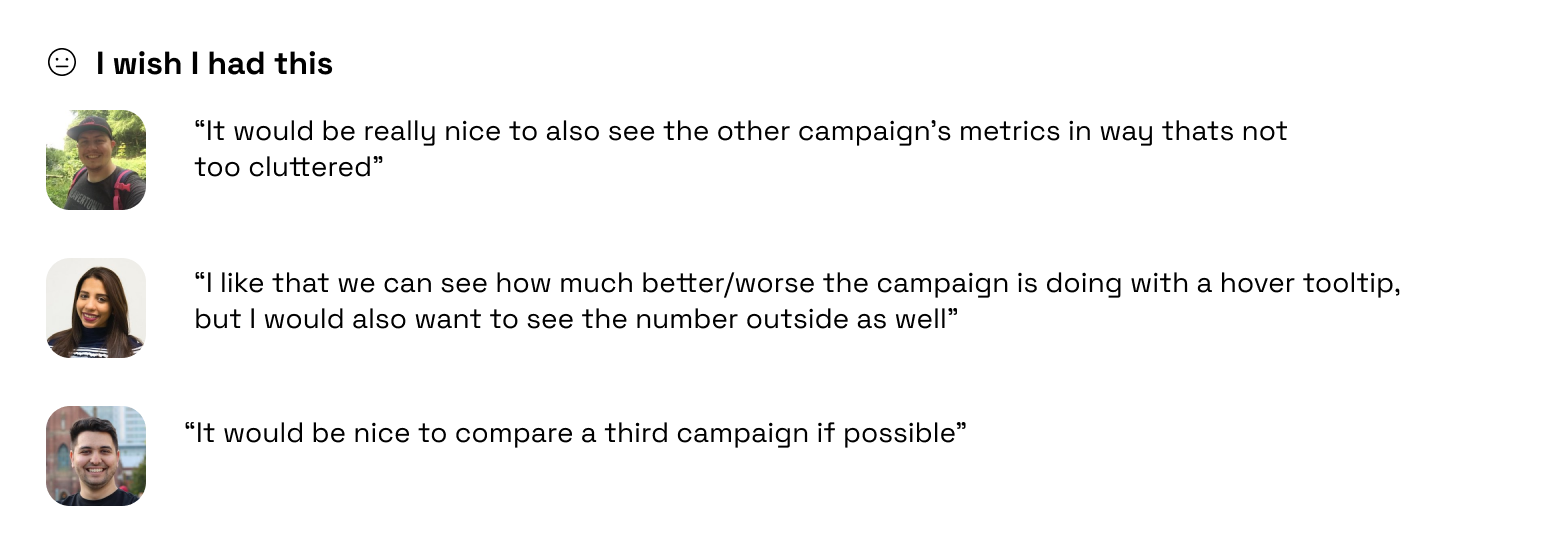 I wish I had this
“It would be really nice to also see the other campaign’s metrics in way thats not
too cluttered”
“I like that we can see how much better/worse the campaign is doing with a hover tooltip,
but I would also want to see the number outside as well”
“It would be nice to compare a third campaign if possible”